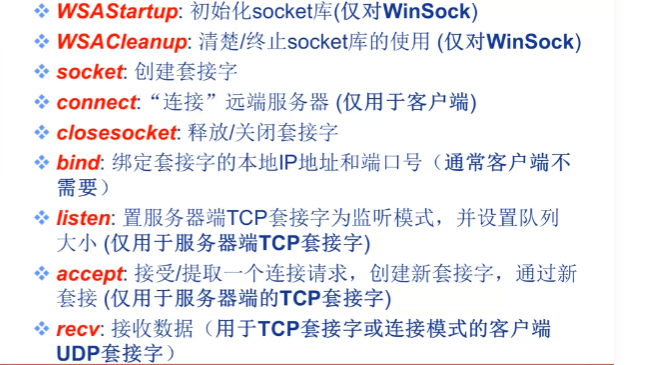 WSAStartup: 初始化socket库(仅对WinSock)
WSACleanup: 清楚/终止socket库的使用 (仅对WinSock)
socket: 创建套接字
connect:“连接”远端服务器 (仅用于客户端)
closesocket: 释放/关闭套接字
bind: 绑定套接字的本地IP地址和端口号（通常客户端不
需要）
listen: 置服务器端TCP套接字为监听模式，并设置队列
大小 (仅用于服务器端TCP套接字)
accept: 接受/提取一个连接请求，创建新套接字，通过新
套接 (仅用于服务器端的TCP套接字)
recv: 接收数据（用于TCP套接字或连接模式的客户端
UDP套接字）